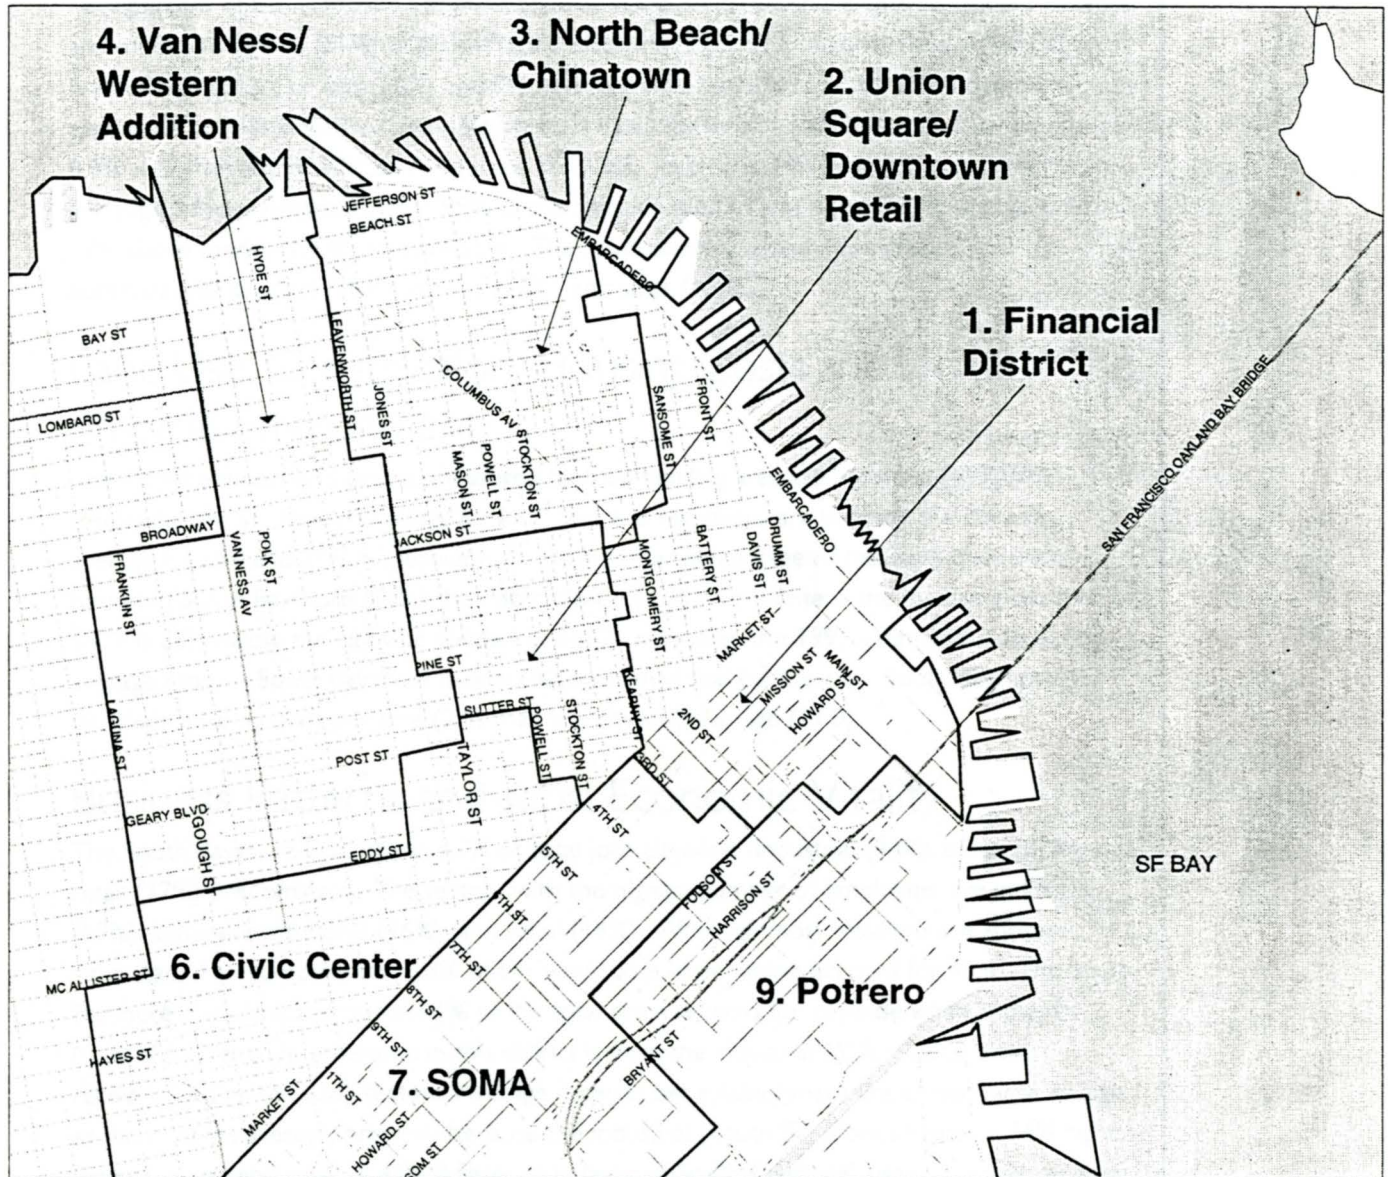 4. Van Ness/
Western
Addition
3. North Beach/
Chinatown
2. Union
Square/
Downtown
Retail
1. Financial
District
JEFFERSON ST
BEACH ST
EMBARCADERO
HYDE ST
BAY ST
LEAVENWORTH ST
JONES ST
COLUMBUS AV
STOCKTON ST
POWELL ST
MASON ST
SANSOME ST
FRONT ST
LOMBARD ST
SAN FRANCISCO OAKLAND BAY BRIDGE
EMBARCADERO
BROADWAY
JACKSON ST
FRANKLIN ST
VAN NESS AV
POLK ST
MONTGOMERY ST
BATTERY ST
DAVIS ST
DRUMM ST
MARKET ST
PINE ST
MISSION ST
MAIN ST
HOWARD ST
KEARNY ST
SUTTER ST
POWELL ST
STOCKTON ST
2ND ST
LAGUNA ST
POST ST
TAYLOR ST
3RD ST
GEARY BLVD
GOUGH ST
EDDY ST
4TH ST
5TH ST
6TH ST
7TH ST
8TH ST
9TH ST
1TH ST
FOLSOM ST
HARRISON ST
SF BAY
6. Civic Center
9. Potrero
MC ALLISTER ST
HAYES ST
7. SOMA
BRYANT ST
MARKET ST
HOWARD ST
SOM ST